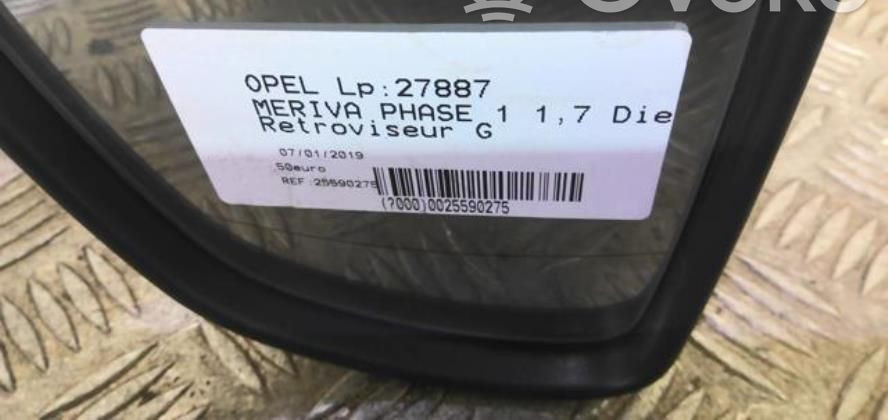 OPEL Lp:27887
MERIVA PHASE 1 1,7 Die
Retroviseur G
07/01/2019
50euro
REF:25590275
(?000)0025590275